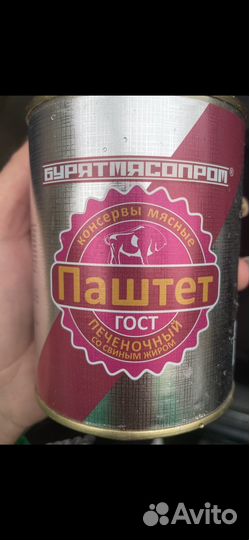 БУРЯТМЯСОПРОМ
КОНСЕРВЫ МЯСНЫЕ
Паштет
ГОСТ
ПЕЧЕНОЧНЫЙ
СО СВИНЫМ ЖИРОМ
Avito